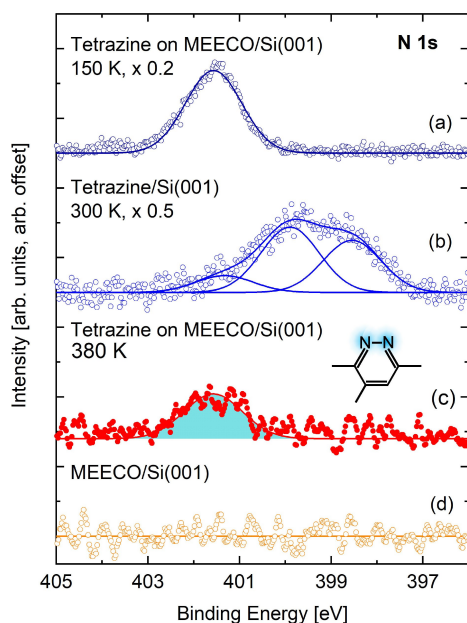 Tetrazine on MEECO/Si(001)
N 1s
150 K, x 0.2
(a)
Tetrazine/Si(001)
300 K, x 0.5
(b)
Tetrazine on MEECO/Si(001)
380 K
N N
(c)
MEECO/Si(001)
(d)
405 403 401 399 397
Binding Energy [eV]
Intensity [arb. units, arb. offset]